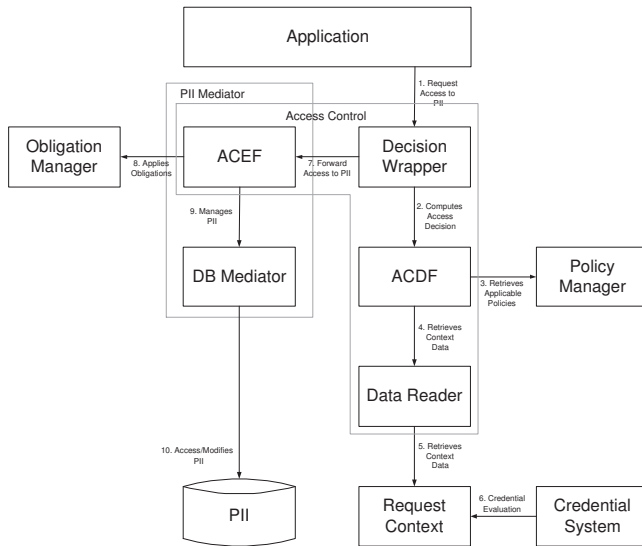 Application
1. Request
Access to
PII
PII Mediator
Access Control
Obligation
Manager
8. Applies
Obligations
ACEF
7. Forward
Access to PII
Decision
Wrapper
9. Manages
PII
2. Computes
Access
Decision
DB Mediator
ACDF
3. Retrieves
Applicable
Policies
Policy
Manager
4. Retrieves
Context
Data
Data Reader
10. Access/Modifies
PII
5. Retrieves
Context
Data
PII
Request
Context
6. Credential
Evaluation
Credential
System